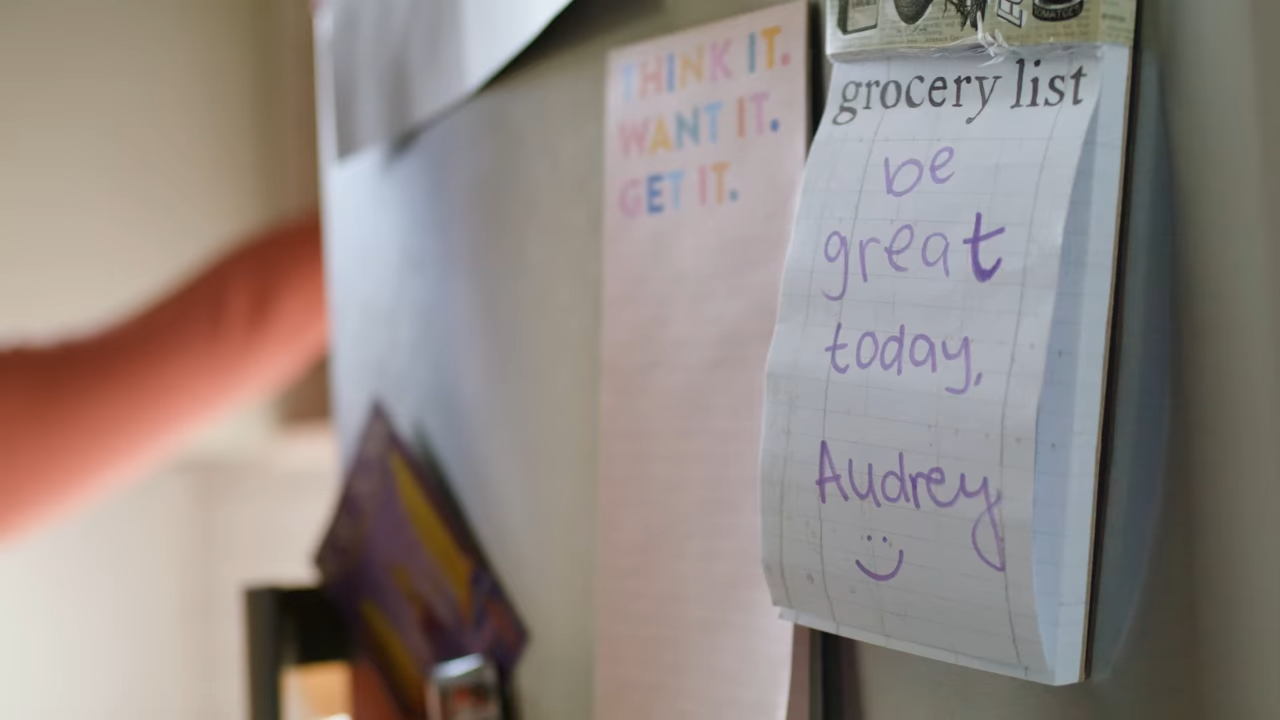 THINK IT.
WANT IT.
GET IT.
grocery list
be
great
today,
Audrey